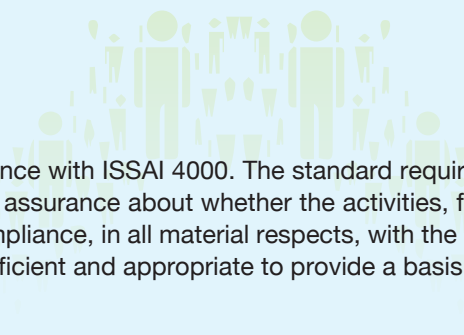 nce with ISSAI 4000. The standard requir
assurance about whether the activities, f
mpliance, in all material respects, with the
ficient and appropriate to provide a basis